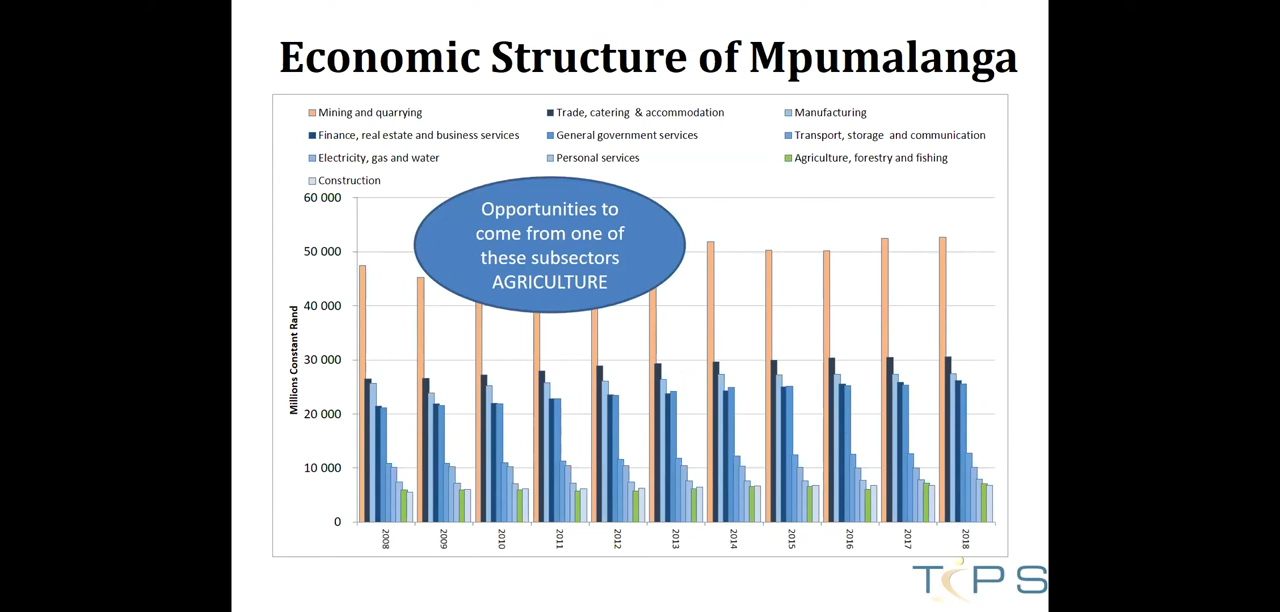 Economic Structure of Mpumalanga
Mining and quarrying
Trade, catering & accommodation
Manufacturing
Finance, real estate and business services
General government services
Transport, storage and communication
Electricity, gas and water
Personal services
Agriculture, forestry and fishing
Construction
Opportunities to
come from one of
these subsectors
AGRICULTURE
Millions Constant Rand
60 000
50 000
40 000
30 000
20 000
10 000
0
2008
2009
2010
2011
2012
2013
2014
2015
2016
2017
2018
TIPS